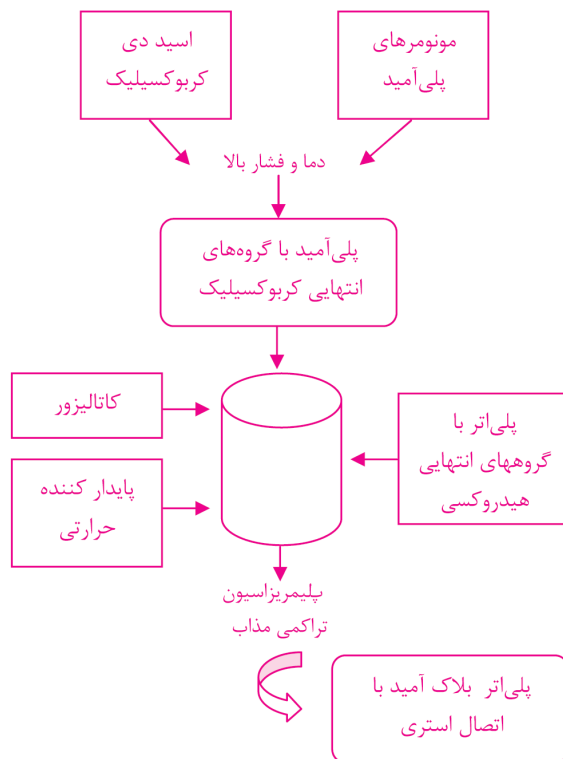 مونومرهای
پلی‌آمید
اسید دی
کربوکسیلیک
دما و فشار بالا
پلی‌آمید با گروه‌های
انتهایی کربوکسیلیک
کاتالیزور
پلی‌اتر با
گروههای انتهایی
هیدروکسی
پایدار کننده
حرارتی
پلیمریزاسیون
تراکمی مذاب
پلی‌اتر بلاک آمید با
اتصال استری